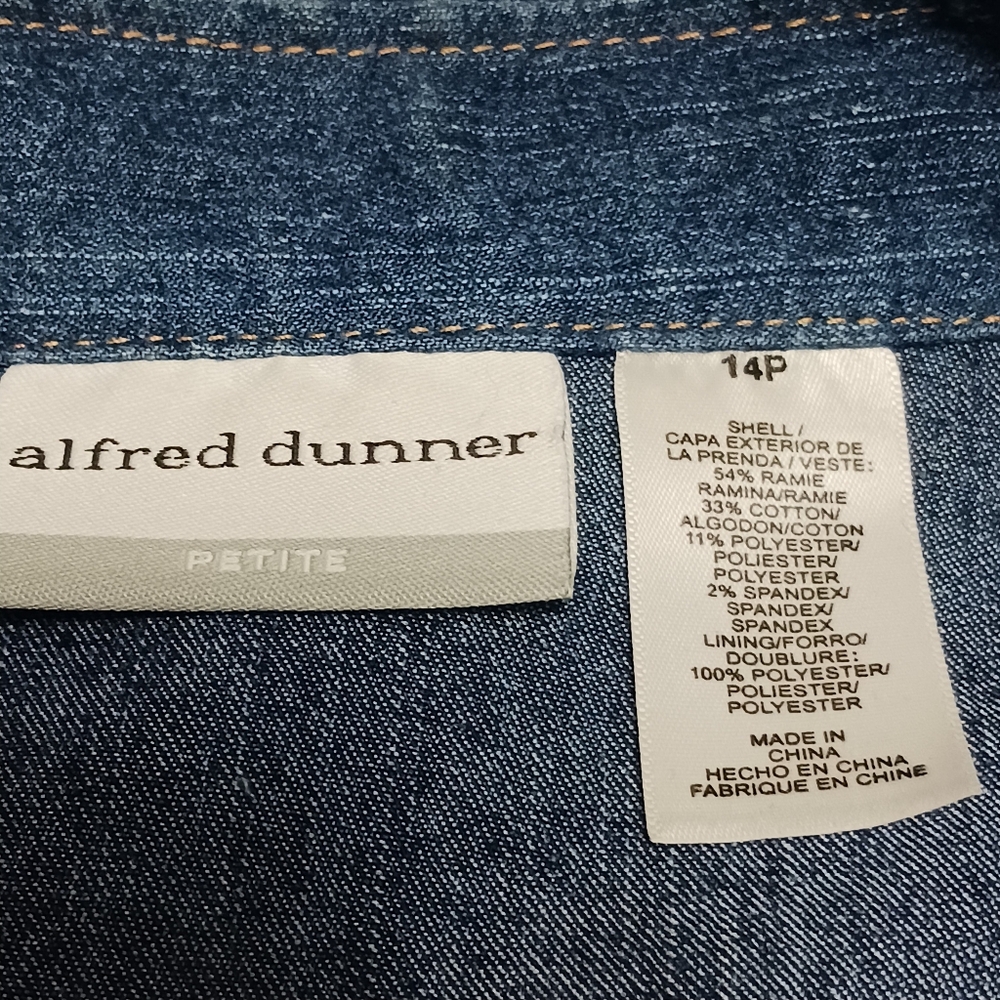 alfred dunner
PETITE
14P
SHELL /
CAPA EXTERIOR DE
LA PRENDA / VESTE:
54% RAMIE
RAMINA/RAMIE
33% COTTON/
ALGODON/COTON
11% POLYESTER/
POLIESTER/
POLYESTER
2% SPANDEX/
SPANDEX/
SPANDEX
LINING/FORRO/
DOUBLURE:
100% POLYESTER/
POLIESTER/
POLYESTER
MADE IN
CHINA
HECHO EN CHINA
FABRIQUE EN CHINE